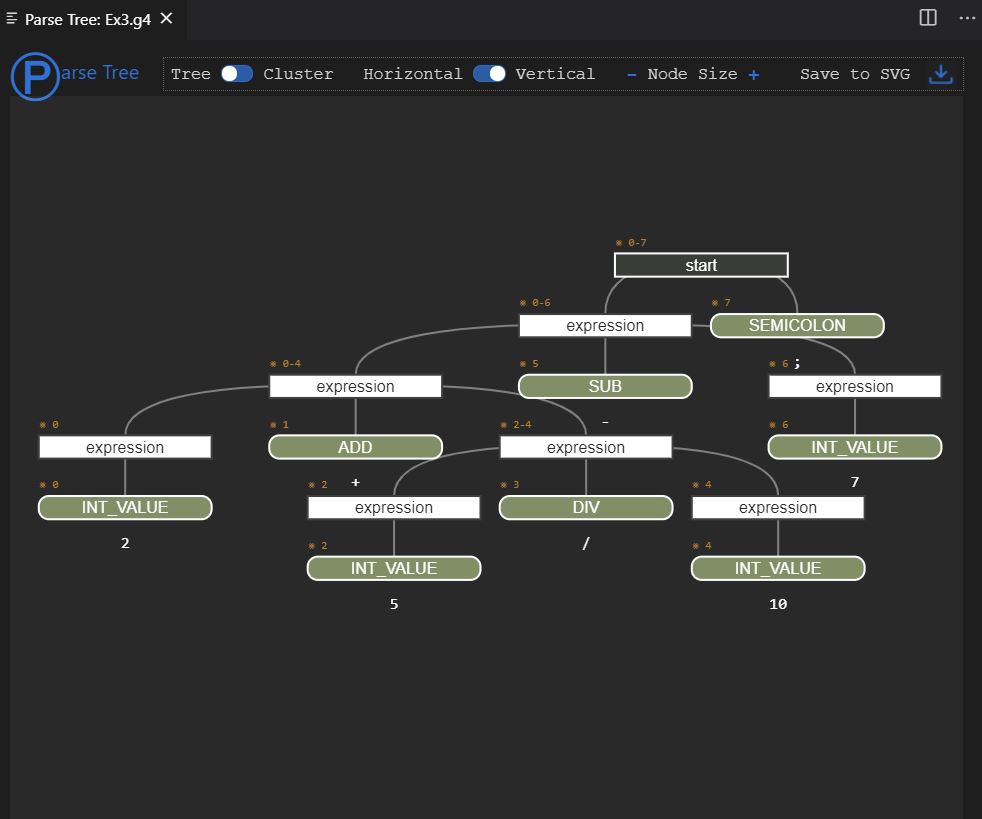 Parse Tree: Ex3.g4
Parse Tree
Tree Cluster Horizontal Vertical - Node Size + Save to SVG
※ 0-7
start
※ 0-6 ※ 7
expression SEMICOLON
※ 0-4 ※ 5 ※ 6 ;
expression SUB expression
※ 0 ※ 1 ※ 2-4 - ※ 6
expression ADD expression INT_VALUE
※ 0 ※ 2 + ※ 3 ※ 4 7
INT_VALUE expression DIV expression
2 ※ 2 / ※ 4
INT_VALUE INT_VALUE
5 10